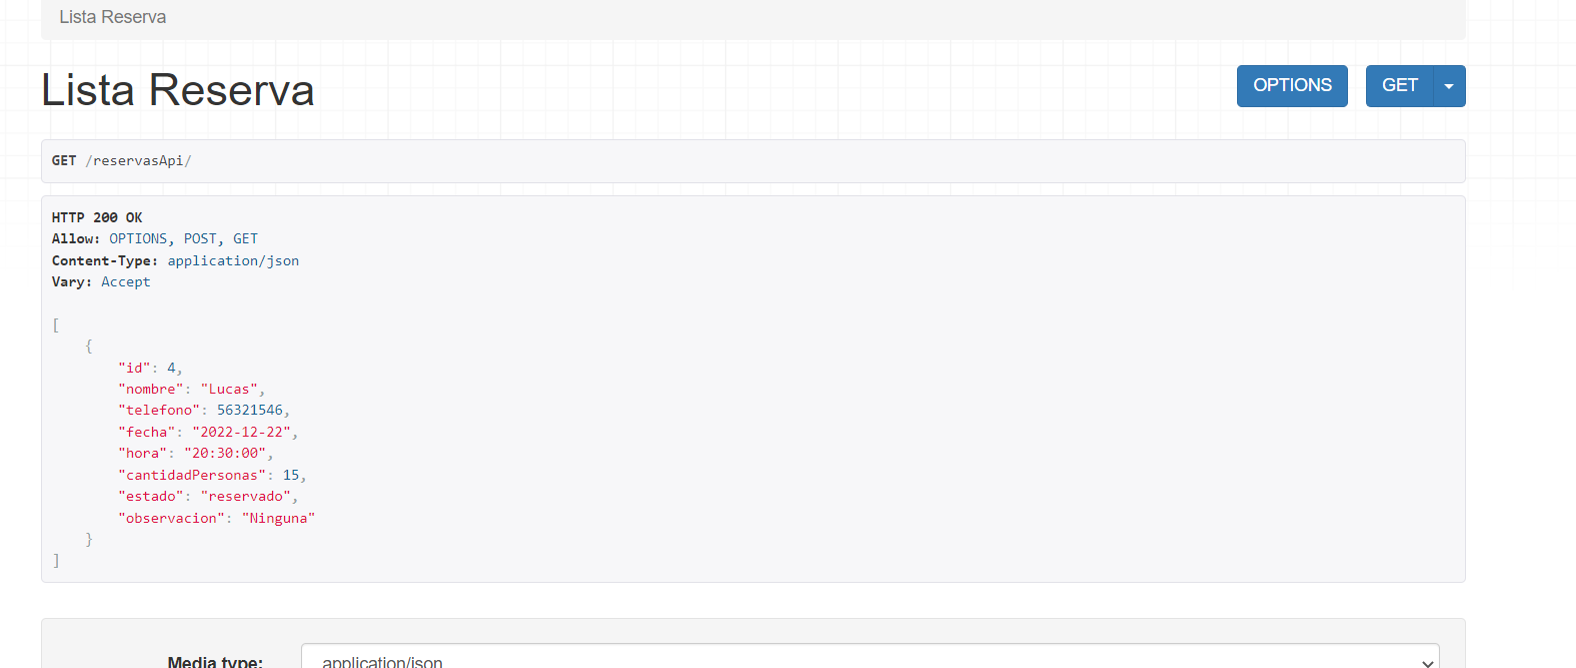 Lista Reserva
Lista Reserva
OPTIONS
GET
GET /reservasApi/
HTTP 200 OK
Allow: OPTIONS, POST, GET
Content-Type: application/json
Vary: Accept
[
{
"id": 4,
"nombre": "Lucas",
"telefono": 56321546,
"fecha": "2022-12-22",
"hora": "20:30:00",
"cantidadPersonas": 15,
"estado": "reservado",
"observacion": "Ninguna"
}
]
Media type: application/json